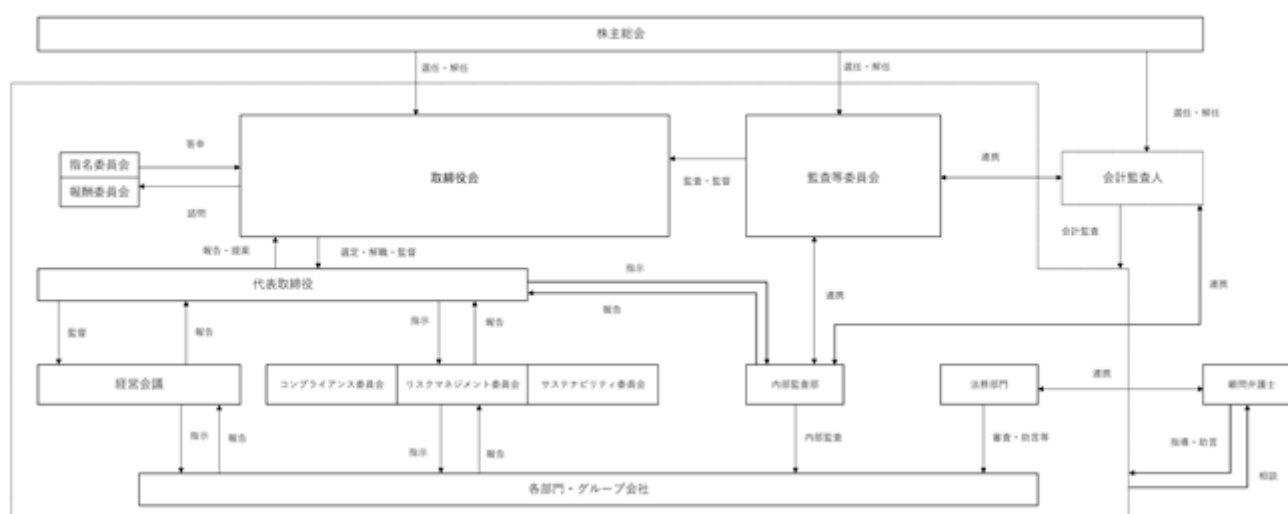 株主総会
選任・解任
選任・解任
選任・解任
答申
指名委員会
報酬委員会
諮問
取締役会
監査・監督
監査等委員会
連携
会計監査人
会計監査
報告・提案
選定・解職・監督
代表取締役
指示
報告
連携
連携
監督
報告
指示
報告
経営会議
コンプライアンス委員会
リスクマネジメント委員会
サステナビリティ委員会
内部監査部
法務部門
連携
顧問弁護士
指示
報告
指示
報告
内部監査
審査・助言等
指導・助言
相談
各部門・グループ会社